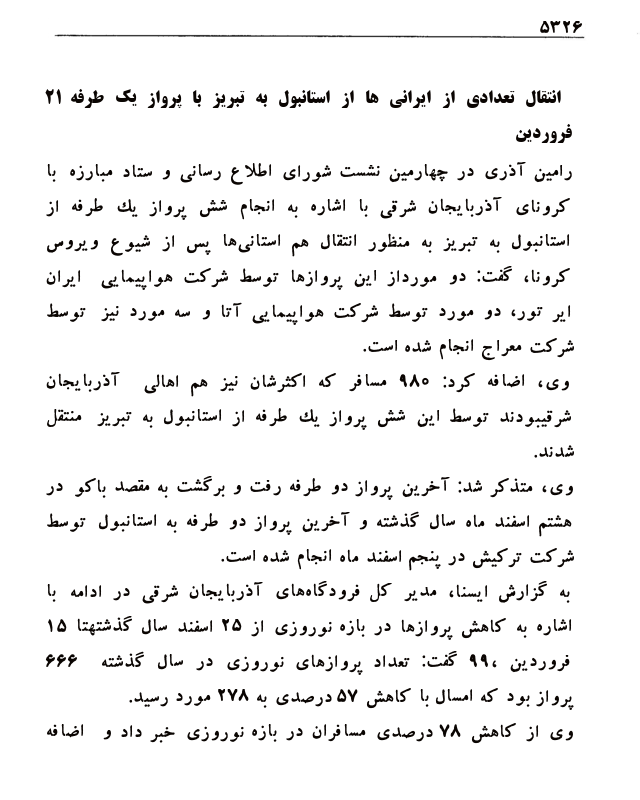 ۵۳۲۶
انتقال تعدادی از ایرانی ها از استانبول به تبریز با پرواز یک طرفه ۲۱
فروردین
رامین آذری در چهارمین نشست شورای اطلاع رسانی و ستاد مبارزه با
کرونای آذربایجان شرقی با اشاره به انجام شش پرواز یك طرفه از
استانبول به تبریز به منظور انتقال هم استانی‌ها پس از شیوع ویروس
کرونا، گفت: دو مورداز این پروازها توسط شرکت هواپیمایی ایران
ایر تور، دو مورد توسط شرکت هواپیمایی آتا و سه مورد نیز توسط
شرکت معراج انجام شده است.
وی، اضافه کرد: ۹۸۰ مسافر که اکثرشان نیز هم اهالی آذربایجان
شرقیبودند توسط این شش پرواز یك طرفه از استانبول به تبریز منتقل
شدند.
وی، متذکر شد: آخرین پرواز دو طرفه رفت و برگشت به مقصد باکو در
هشتم اسفند ماه سال گذشته و آخرین پرواز دو طرفه به استانبول توسط
شرکت ترکیش در پنجم اسفند ماه انجام شده است.
به گزارش ایسنا، مدیر کل فرودگاه‌های آذربایجان شرقی در ادامه با
اشاره به کاهش پروازها در بازه نوروزی از ۲۵ اسفند سال گذشتهتا ۱۵
فروردین ،۹۹ گفت: تعداد پروازهای نوروزی در سال گذشته ۶۶۶
پرواز بود که امسال با کاهش ۵۷ درصدی به ۲۷۸ مورد رسید.
وی از کاهش ۷۸ درصدی مسافران در بازه نوروزی خبر داد و اضافه